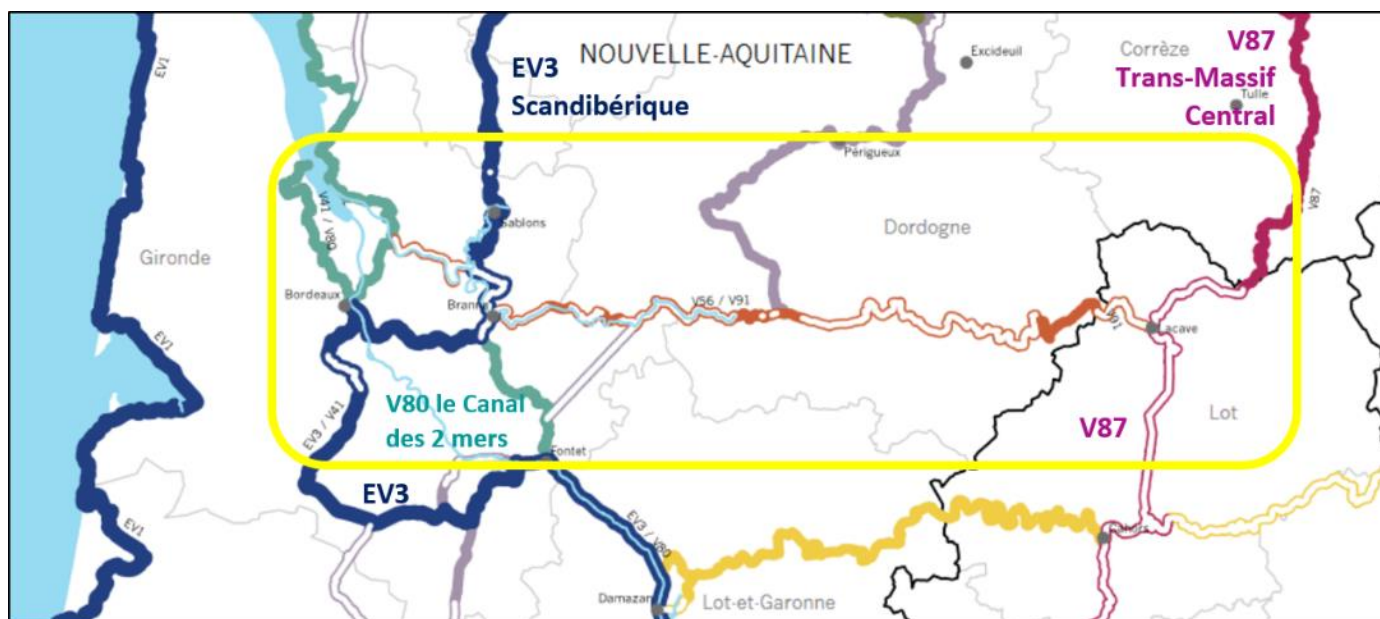 EV1
EV3
Scandibérique
NOUVELLE-AQUITAINE
Excideuil
Corrèze
V87
Trans-Massif
Central
Tulle
Périgueux
V87
V41 / V80
Sablons
Gironde
Dordogne
Bordeaux
Branne
V56 / V91
V91
Lacave
EV1
V80 le Canal
des 2 mers
EV3 / V41
V87
Lot
Fontet
EV3
EV1
EV3 / V80
Cahors
Damazan
Lot-et-Garonne